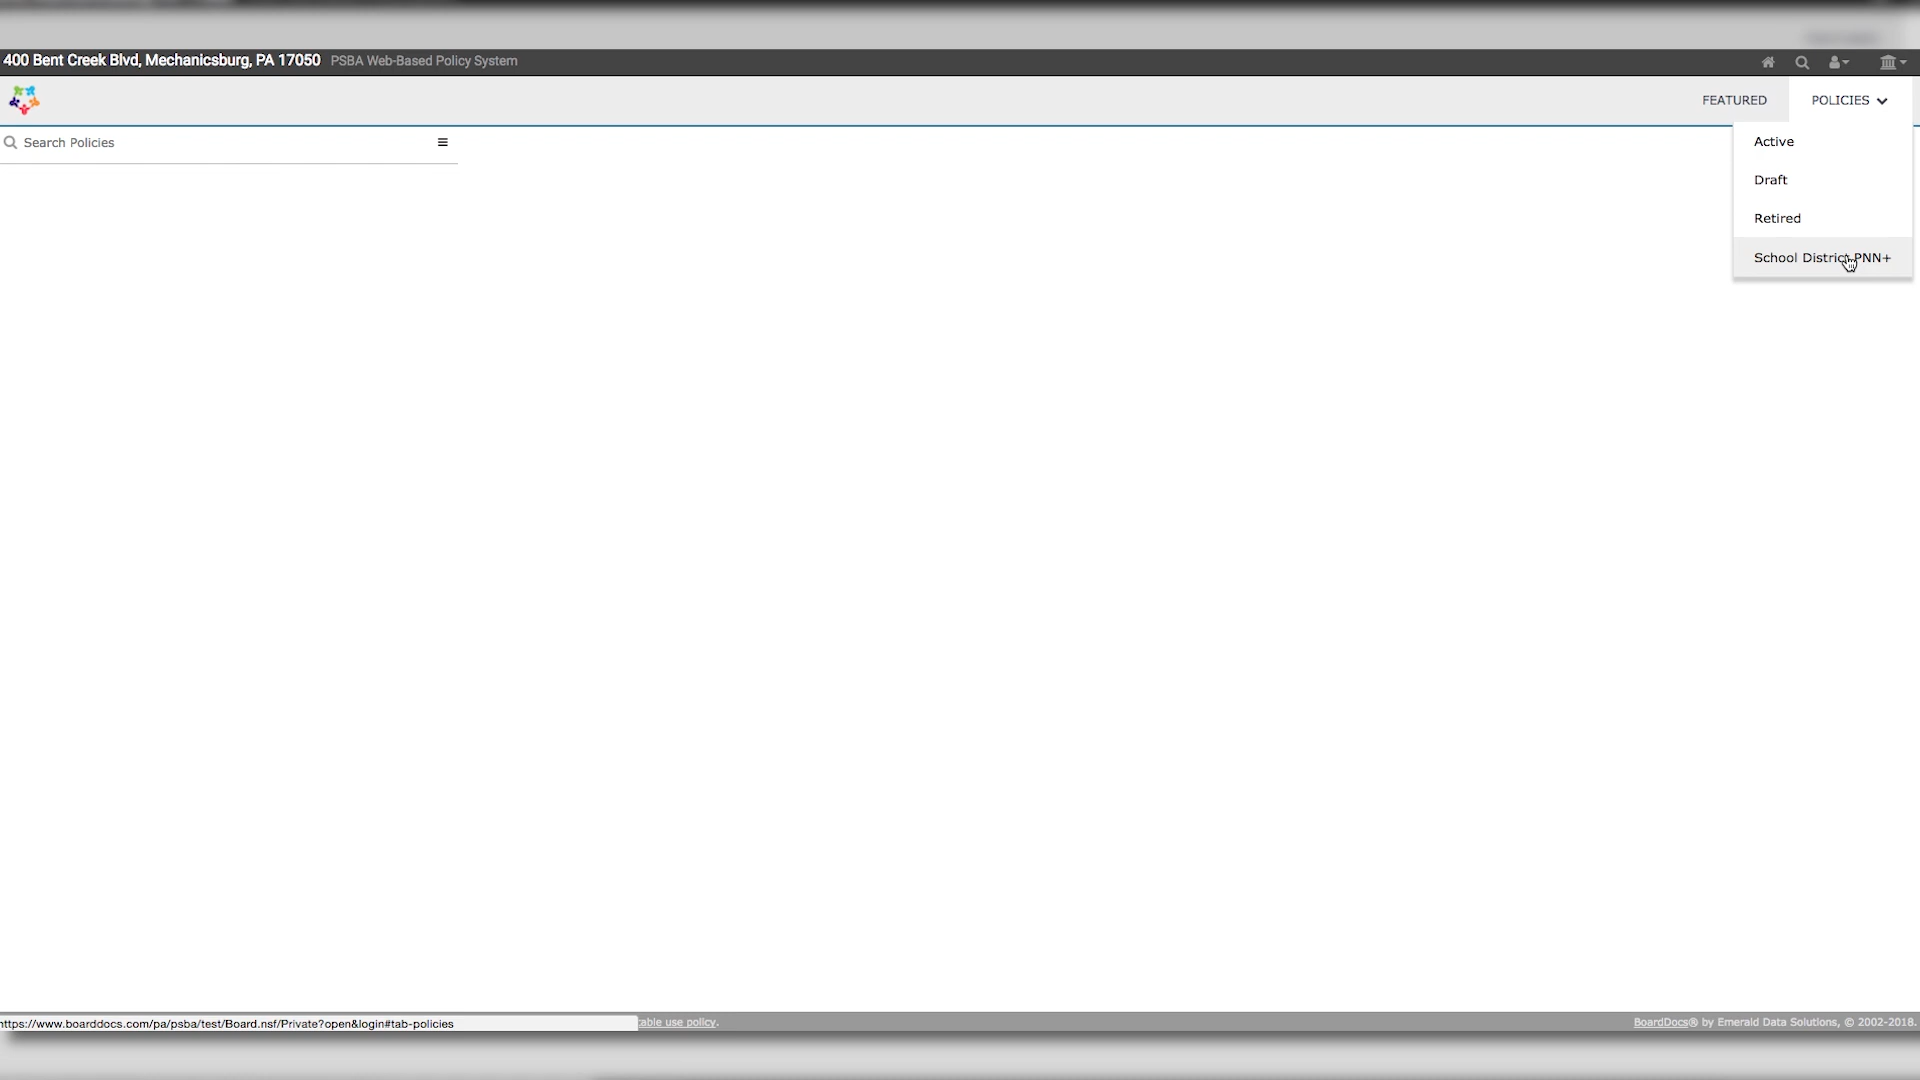 400 Bent Creek Blvd, Mechanicsburg, PA 17050 PSBA Web-Based Policy System
FEATURED POLICIES
Search Policies
Active
Draft
Retired
School District PNN+
https://www.boarddocs.com/pa/psba/test/Board.nsf/Private?open&login#tab-policies
table use policy.
BoardDocs® by Emerald Data Solutions, © 2002-2018.